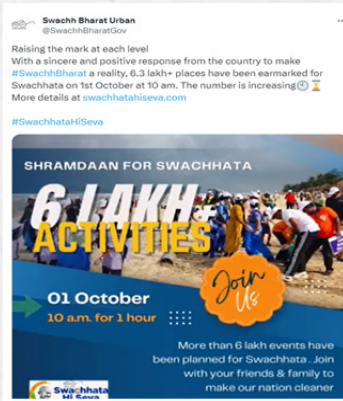 Swachh Bharat Urban
@SwachhBharatGov
Raising the mark at each level
With a sincere and positive response from the country to make
#SwachhBharat a reality, 6.3 lakh+ places have been earmarked for
Swachhata on 1st October at 10 am. The number is increasing🕙⏳
More details at swachhatahiseva.com
#SwachhataHiSeva
SHRAMDAAN FOR SWACHHATA
6 LAKH+
ACTIVITIES
Join
Us
01 October
10 a.m. for 1 hour
More than 6 lakh events have
been planned for Swachhata. Join
with your friends & family to
make our nation cleaner
Swachhata
Hi Seva